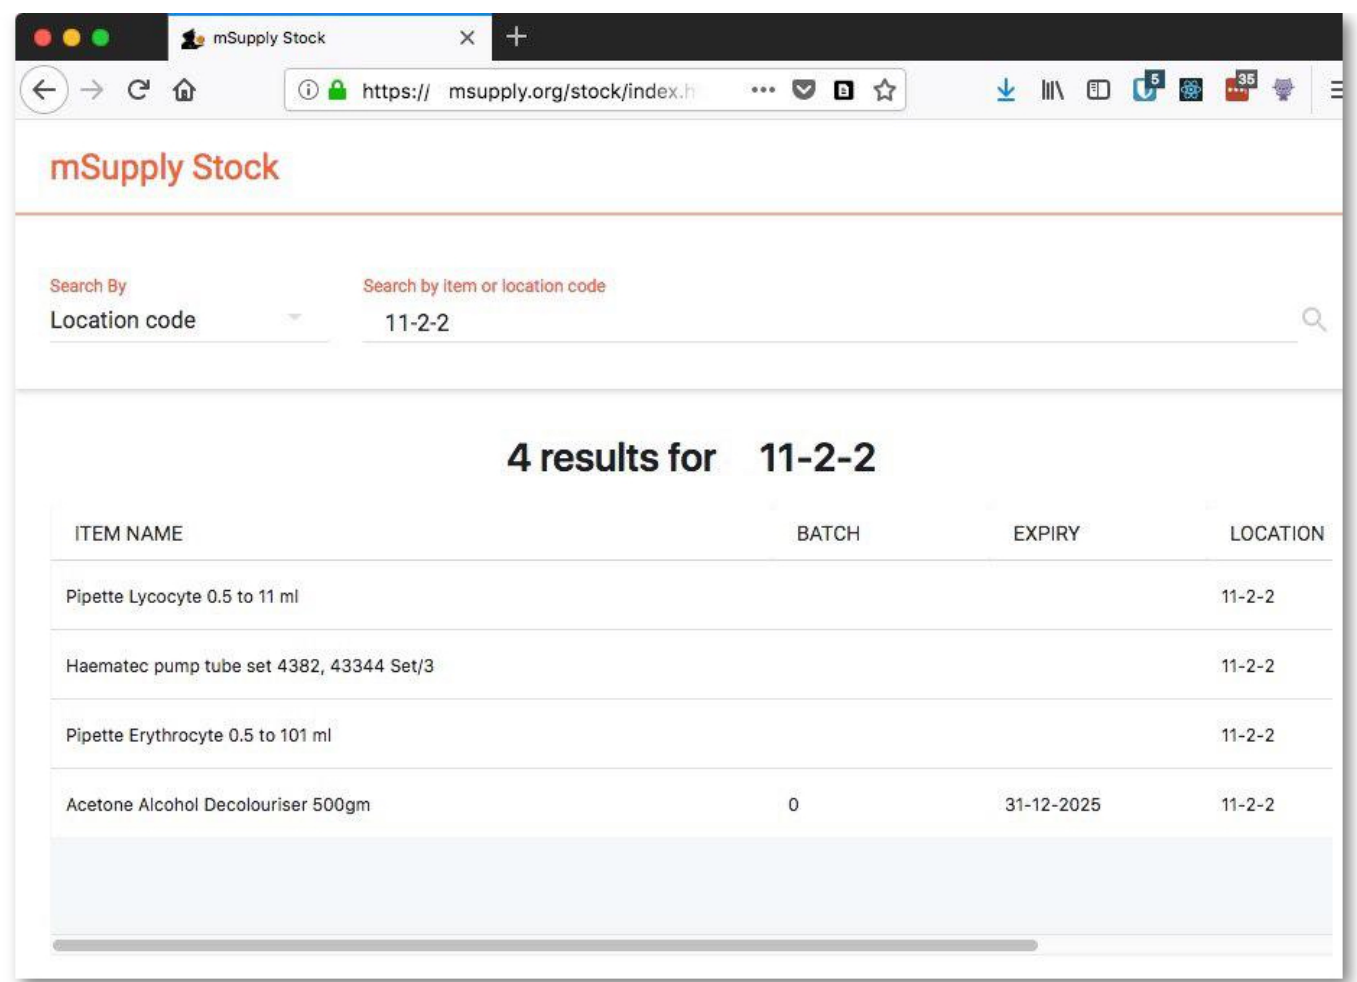 mSupply Stock
https:// msupply.org/stock/index.h
5
35
mSupply Stock
Search By
Search by item or location code
Location code
11-2-2
4 results for 11-2-2
ITEM NAME BATCH EXPIRY LOCATION
Pipette Lycocyte 0.5 to 11 ml 11-2-2
Haematec pump tube set 4382, 43344 Set/3 11-2-2
Pipette Erythrocyte 0.5 to 101 ml 11-2-2
Acetone Alcohol Decolouriser 500gm 0 31-12-2025 11-2-2